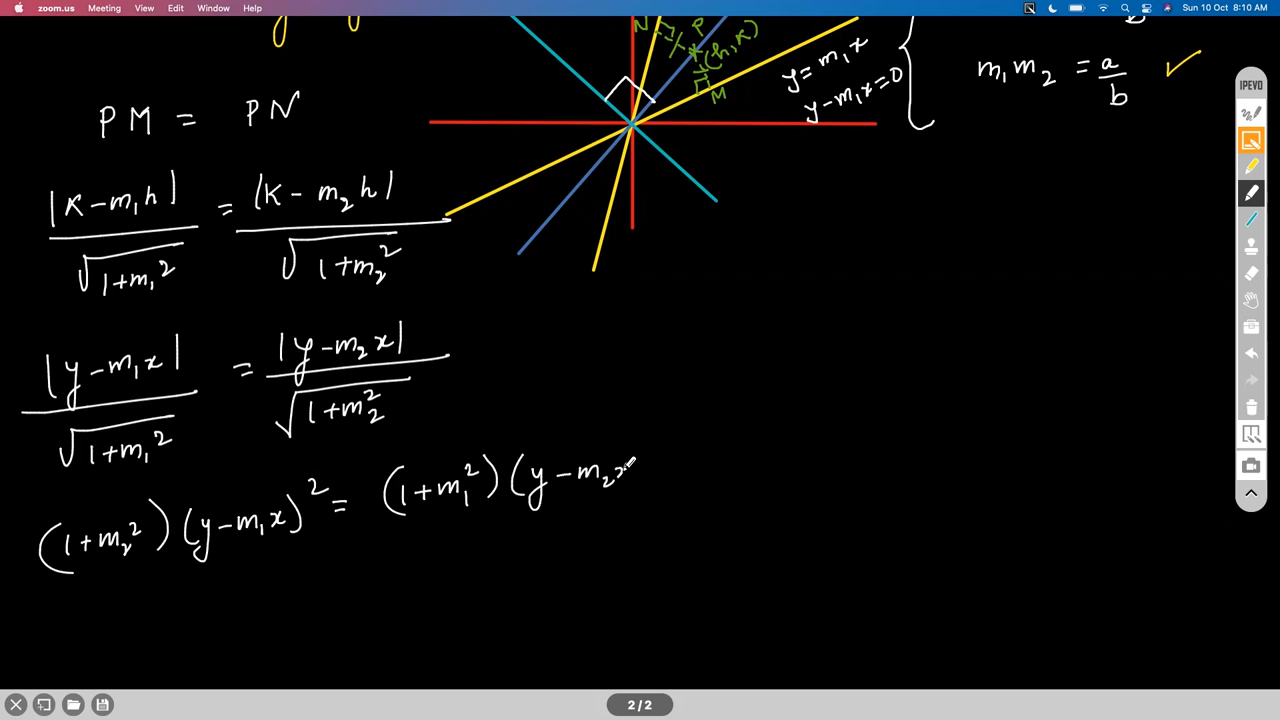 zoom.us Meeting View Edit Window Help
Sun 10 Oct 8:10 AM
IPEVO
b
m₁m₂ = a/b ✓
N P
(h, K)
M
y = m₁x
y - m₁x = 0
PM = PN
|K - m₁h| / √(1+m₁²) = |K - m₂h| / √(1+m₂²)
|y - m₁x| / √(1+m₁²) = |y - m₂x| / √(1+m₂²)
(1+m₂²)(y - m₁x)² = (1+m₁²)(y - m₂x
2/2